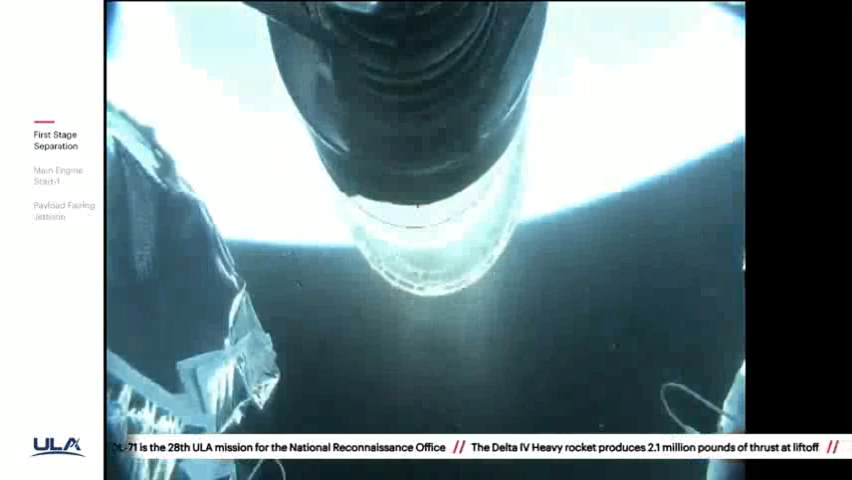 First Stage
Separation
Main Engine
Start-1
Payload Fairing
Jettison
ULA
-71 is the 28th ULA mission for the National Reconnaissance Office // The Delta IV Heavy rocket produces 2.1 million pounds of thrust at liftoff //